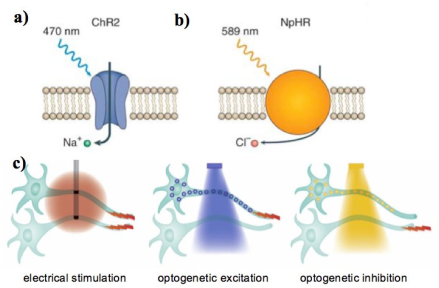 a)
ChR2
470 nm
Na+
b)
NpHR
589 nm
Cl−
c)
electrical stimulation
optogenetic excitation
optogenetic inhibition